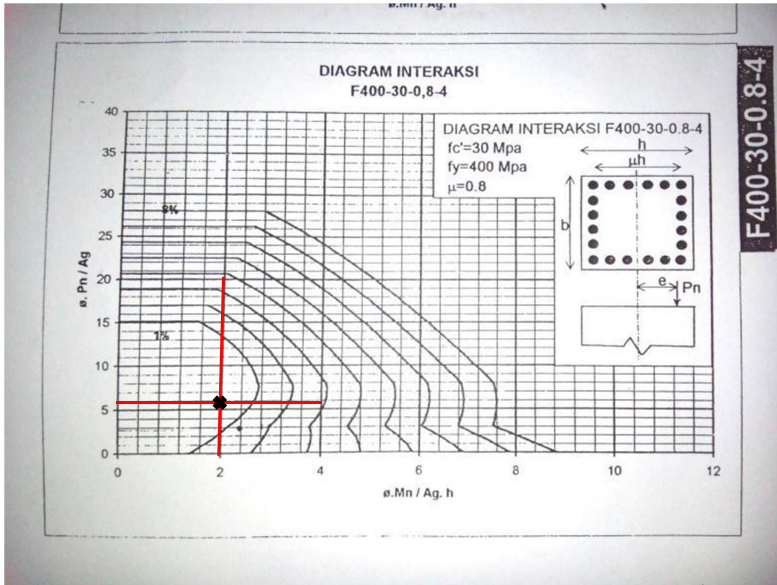 ø.Mn / Ag. h
DIAGRAM INTERAKSI
F400-30-0,8-4
F400-30-0.8-4
40
35
30
25
20
15
10
5
0
ø. Pn / Ag
8%
1%
DIAGRAM INTERAKSI F400-30-0.8-4
fc'=30 Mpa
fy=400 Mpa
μ=0.8
h
μh
b
e
Pn
0
2
4
6
8
10
12
ø.Mn / Ag. h